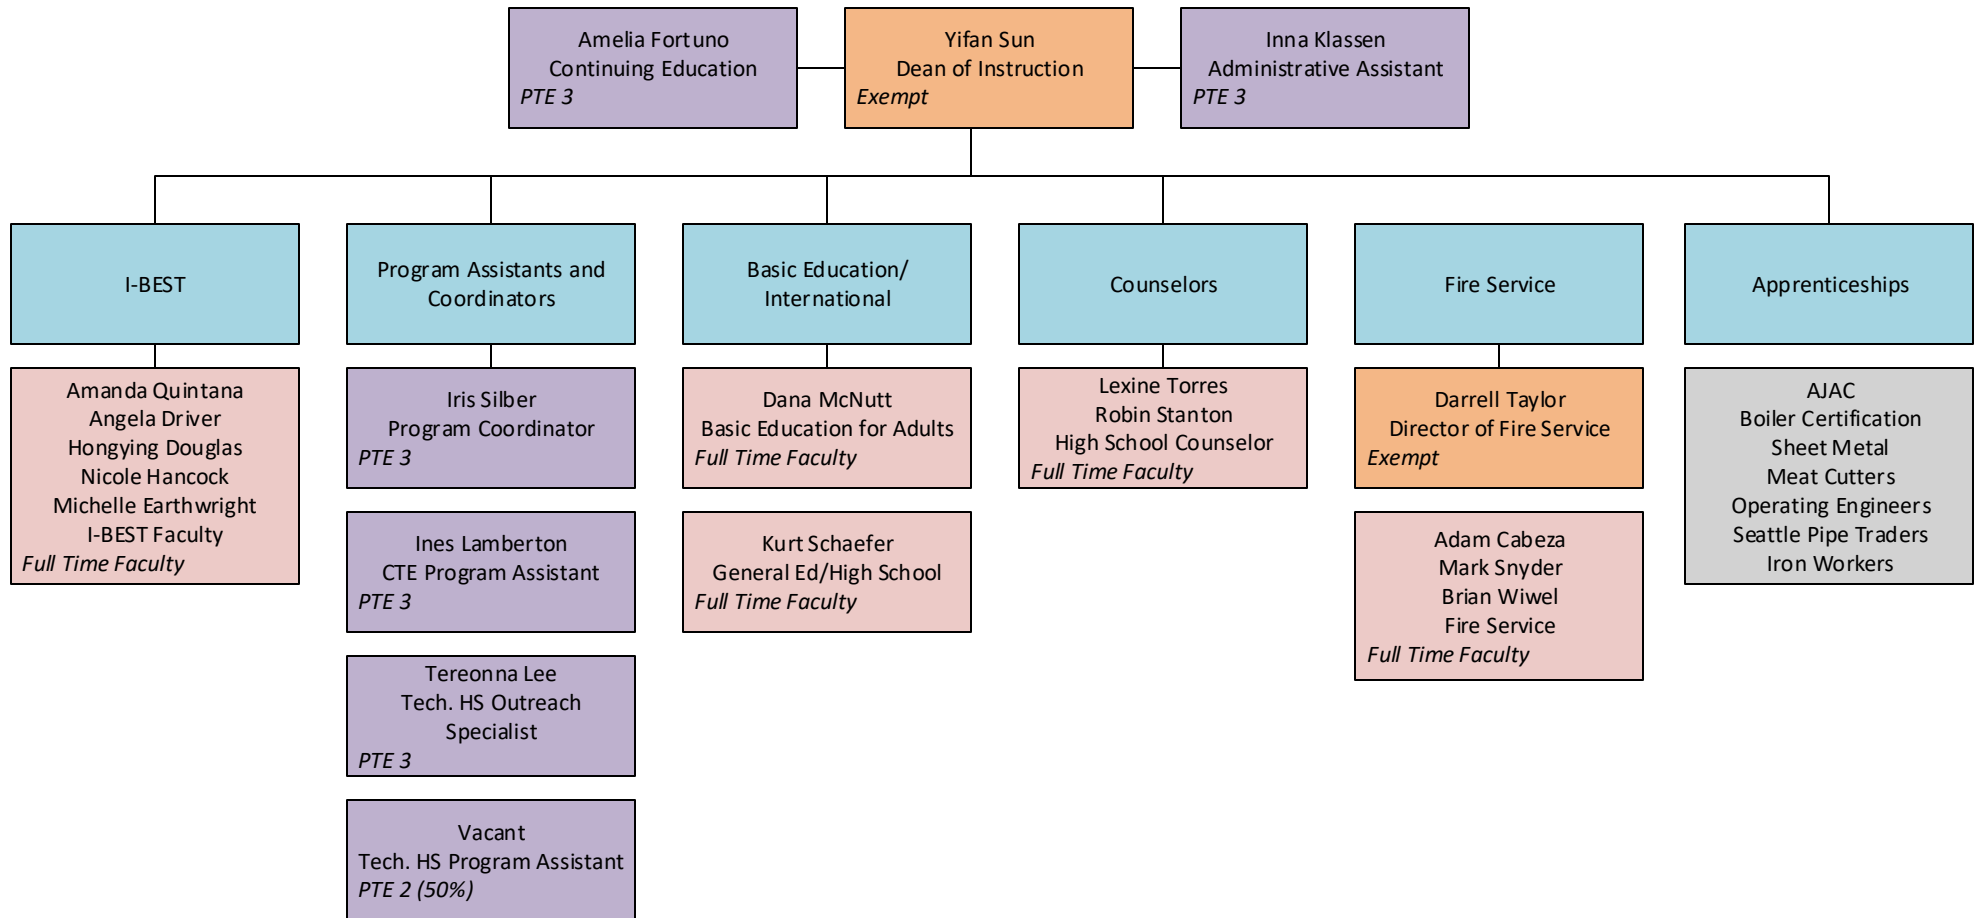 Amelia Fortuno
Continuing Education
PTE 3
Yifan Sun
Dean of Instruction
Exempt
Inna Klassen
Administrative Assistant
PTE 3
I-BEST
Program Assistants and
Coordinators
Basic Education/
International
Counselors
Fire Service
Apprenticeships
Amanda Quintana
Angela Driver
Hongying Douglas
Nicole Hancock
Michelle Earthwright
I-BEST Faculty
Full Time Faculty
Iris Silber
Program Coordinator
PTE 3
Ines Lamberton
CTE Program Assistant
PTE 3
Tereonna Lee
Tech. HS Outreach
Specialist
PTE 3
Vacant
Tech. HS Program Assistant
PTE 2 (50%)
Dana McNutt
Basic Education for Adults
Full Time Faculty
Kurt Schaefer
General Ed/High School
Full Time Faculty
Lexine Torres
Robin Stanton
High School Counselor
Full Time Faculty
Darrell Taylor
Director of Fire Service
Exempt
Adam Cabeza
Mark Snyder
Brian Wiwel
Fire Service
Full Time Faculty
AJAC
Boiler Certification
Sheet Metal
Meat Cutters
Operating Engineers
Seattle Pipe Traders
Iron Workers